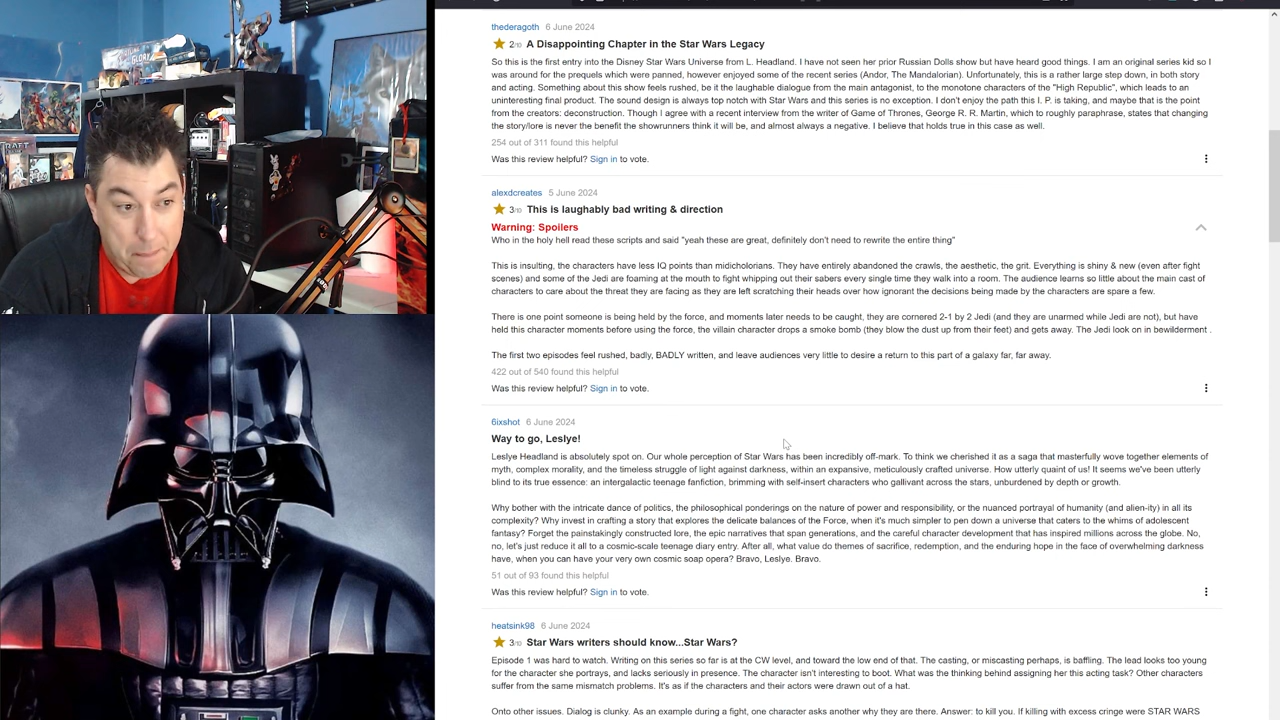 thederagoth 6 June 2024
2/10 A Disappointing Chapter in the Star Wars Legacy
So this is the first entry into the Disney Star Wars Universe from L. Headland. I have not seen her prior Russian Dolls show but have heard good things. I am an original series kid so I
was around for the prequels which were panned, however enjoyed some of the recent series (Andor, The Mandalorian). Unfortunately, this is a rather large step down, in both story
and acting. Something about this show feels rushed, be it the laughable dialogue from the main antagonist, to the monotone characters of the "High Republic", which leads to an
uninteresting final product. The sound design is always top notch with Star Wars and this series is no exception. I don't enjoy the path this I. P. is taking, and maybe that is the point
from the creators: deconstruction. Though I agree with a recent interview from the writer of Game of Thrones, George R. R. Martin, which to roughly paraphrase, states that changing
the story/lore is never the benefit the showrunners think it will be, and almost always a negative. I believe that holds true in this case as well.
254 out of 311 found this helpful
Was this review helpful? Sign in to vote.
alexdcreates 5 June 2024
3/10 This is laughably bad writing & direction
Warning: Spoilers
Who in the holy hell read these scripts and said "yeah these are great, definitely don't need to rewrite the entire thing"
This is insulting, the characters have less IQ points than midicholorians. They have entirely abandoned the crawls, the aesthetic, the grit. Everything is shiny & new (even after fight
scenes) and some of the Jedi are foaming at the mouth to fight whipping out their sabers every single time they walk into a room. The audience learns so little about the main cast of
characters to care about the threat they are facing as they are left scratching their heads over how ignorant the decisions being made by the characters are spare a few.
There is one point someone is being held by the force, and moments later needs to be caught, they are cornered 2-1 by 2 Jedi (and they are unarmed while Jedi are not), but have
held this character moments before using the force, the villain character drops a smoke bomb (they blow the dust up from their feet) and gets away. The Jedi look on in bewilderment .
The first two episodes feel rushed, badly, BADLY written, and leave audiences very little to desire a return to this part of a galaxy far, far away.
422 out of 540 found this helpful
Was this review helpful? Sign in to vote.
6ixshot 6 June 2024
Way to go, Leslye!
Leslye Headland is absolutely spot on. Our whole perception of Star Wars has been incredibly off-mark. To think we cherished it as a saga that masterfully wove together elements of
myth, complex morality, and the timeless struggle of light against darkness, within an expansive, meticulously crafted universe. How utterly quaint of us! It seems we've been utterly
blind to its true essence: an intergalactic teenage fanfiction, brimming with self-insert characters who gallivant across the stars, unburdened by depth or growth.
Why bother with the intricate dance of politics, the philosophical ponderings on the nature of power and responsibility, or the nuanced portrayal of humanity (and alien-ity) in all its
complexity? Why invest in crafting a story that explores the delicate balances of the Force, when it's much simpler to pen down a universe that caters to the whims of adolescent
fantasy? Forget the painstakingly constructed lore, the epic narratives that span generations, and the careful character development that has inspired millions across the globe. No,
no, let's just reduce it all to a cosmic-scale teenage diary entry. After all, what value do themes of sacrifice, redemption, and the enduring hope in the face of overwhelming darkness
have, when you can have your very own cosmic soap opera? Bravo, Leslye. Bravo.
51 out of 93 found this helpful
Was this review helpful? Sign in to vote.
heatsink98 6 June 2024
3/10 Star Wars writers should know...Star Wars?
Episode 1 was hard to watch. Writing on this series so far is at the CW level, and toward the low end of that. The casting, or miscasting perhaps, is baffling. The lead looks too young
for the character she portrays, and lacks seriously in presence. The character isn't interesting to boot. What was the thinking behind assigning her this acting task? Other characters
suffer from the same mismatch problems. It's as if the characters and their actors were drawn out of a hat.
Onto other issues. Dialog is clunky. As an example during a fight, one character asks another why they are there. Answer: to kill you. If killing with excess cringe were STAR WARS